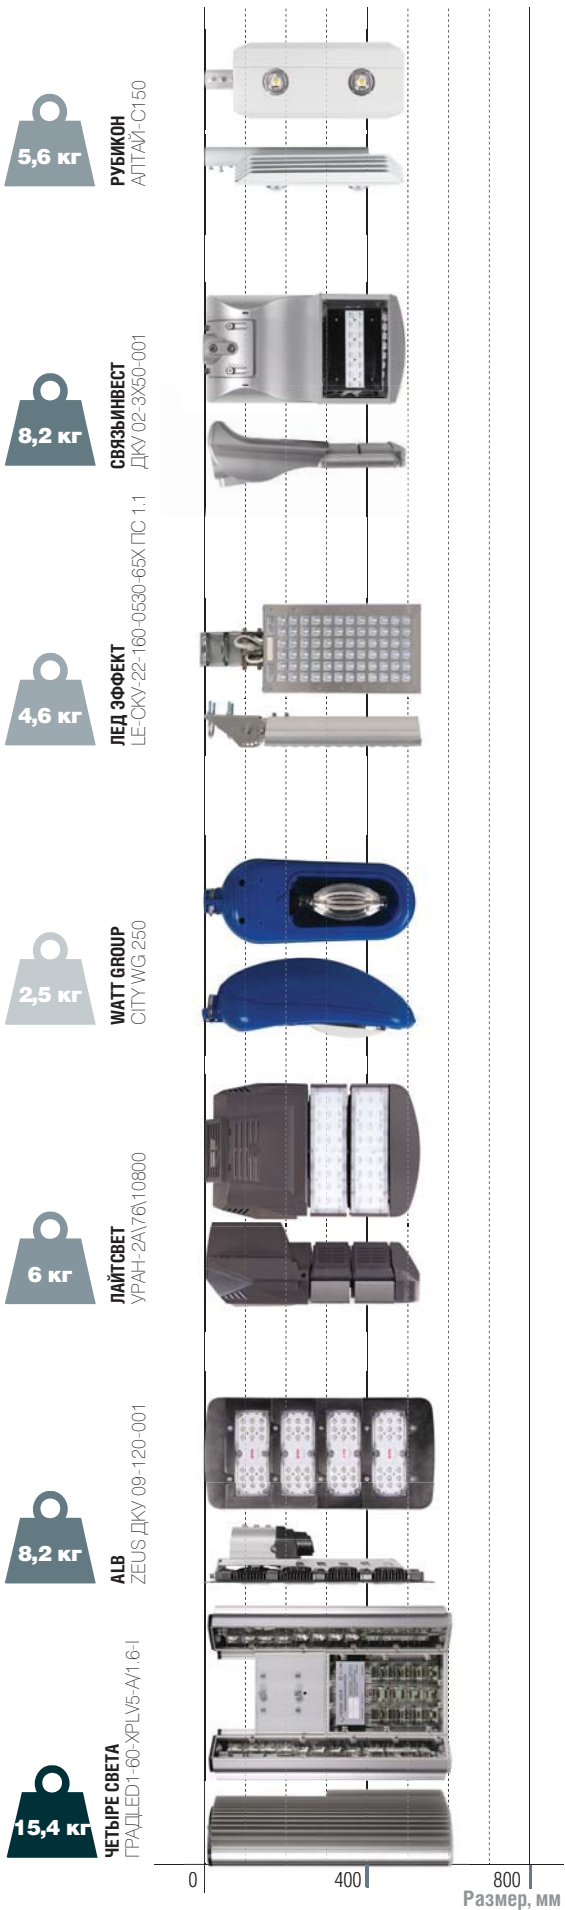 5,6 кг
РУБИКОН
АЛТАЙ-С150
8,2 кг
СВЯЗЬИНВЕСТ
ДКУ 02-3Х50-001
4,6 кг
ЛЕД ЭФФЕКТ
LE-СКУ-22-160-0530-65Х ПС 1.1
2,5 кг
WATT GROUP
CITY WG 250
6 кг
ЛАЙТСВЕТ
УРАН-2А\76\10800
8,2 кг
ALB
ZEUS ДКУ 09-120-001
15,4 кг
ЧЕТЫРЕ СВЕТА
ГРАДLED1-60-XPLV5-A/1.6-I
0 400 800
Размер, мм